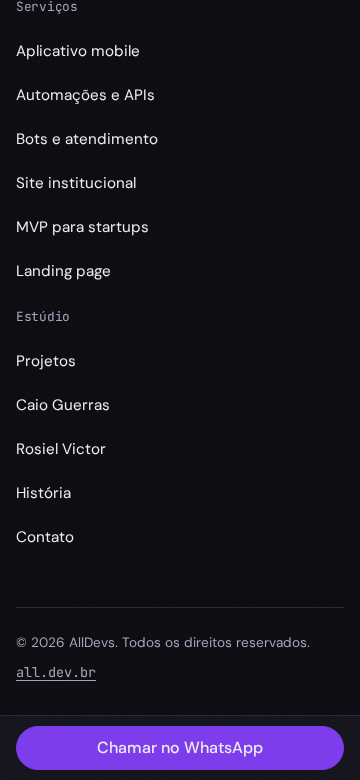 Serviços
Aplicativo mobile
Automações e APIs
Bots e atendimento
Site institucional
MVP para startups
Landing page
Estúdio
Projetos
Caio Guerras
Rosiel Victor
História
Contato
© 2026 AllDevs. Todos os direitos reservados.
all.dev.br
Chamar no WhatsApp